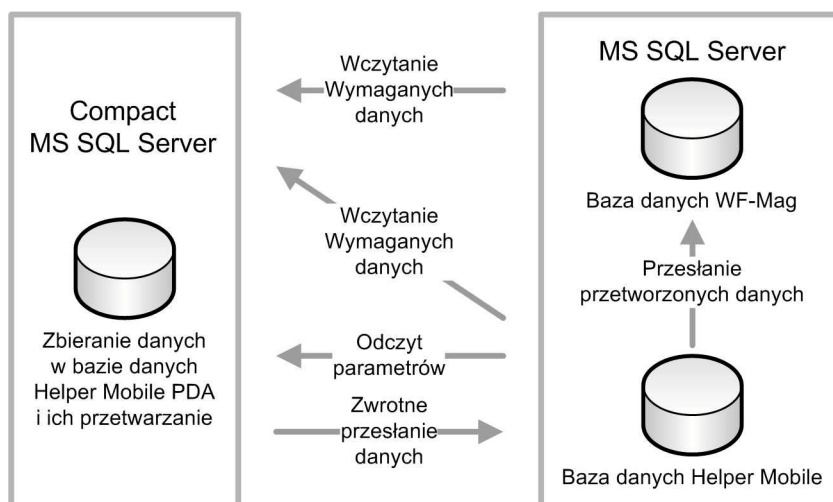 Compact
MS SQL Server
Zbieranie danych
w bazie danych
Helper Mobile PDA
i ich przetwarzanie
Wczytanie
Wymaganych
danych
Wczytanie
Wymaganych
danych
Odczyt
parametrów
Zwrotne
przesłanie
danych
MS SQL Server
Baza danych WF-Mag
Przesłanie
przetworzonych danych
Baza danych Helper Mobile